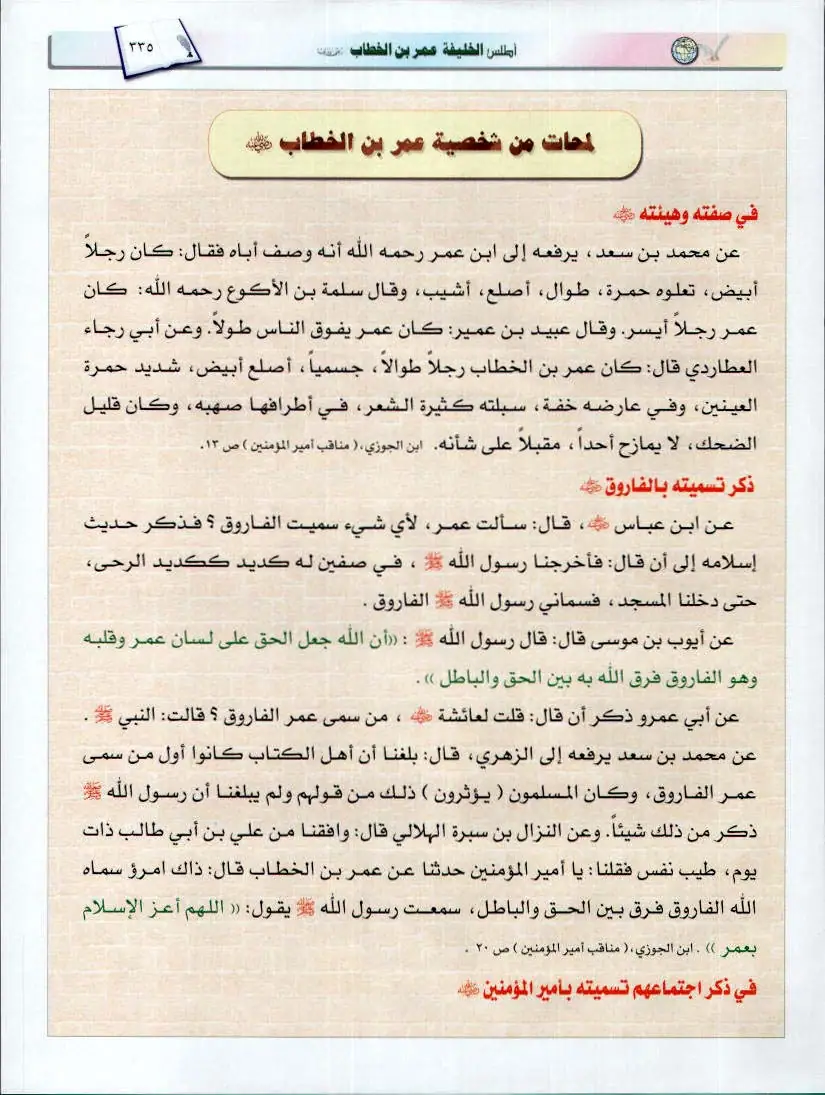 أطلس الخليفة عمر بن الخطاب ﵁
٣٣٥
لمحات من شخصية عمر بن الخطاب ﵁
في صفته وهيئته ﵁
عن محمد بن سعد، يرفعه إلى ابن عمر رحمه الله أنه وصف أباه فقال: كان رجلاً
أبيض، تعلوه حمرة، طوال، أصلع، أشيب، وقال سلمة بن الأكوع رحمه الله: كان
عمر رجلاً أيسر. وقال عبيد بن عمير: كان عمر يفوق الناس طولاً. وعن أبي رجاء
العطاردي قال: كان عمر بن الخطاب رجلاً طوالاً، جسمياً، أصلع أبيض، شديد حمرة
العينين، وفي عارضه خفة، سبلته كثيرة الشعر، في أطرافها صهبه، وكان قليل
الضحك، لا يمازح أحداً، مقبلاً على شأنه. ابن الجوزي،( مناقب أمير المؤمنين ) ص ١٣.
ذكر تسميته بالفاروق ﵁
عن ابن عباس ﵁، قال: سألت عمر، لأي شيء سميت الفاروق ؟ فذكر حديث
إسلامه إلى أن قال: فأخرجنا رسول الله ﷺ ، في صفين له كديد ككديد الرحى،
حتى دخلنا المسجد، فسماني رسول الله ﷺ الفاروق .
عن أيوب بن موسى قال: قال رسول الله ﷺ : ((أن الله جعل الحق على لسان عمر وقلبه
وهو الفاروق فرق الله به بين الحق والباطل )) .
عن أبي عمرو ذكر أن قال: قلت لعائشة ﵂ ، من سمى عمر الفاروق ؟ قالت: النبي ﷺ .
عن محمد بن سعد يرفعه إلى الزهري، قال: بلغنا أن أهل الكتاب كانوا أول من سمى
عمر الفاروق، وكان المسلمون ( يؤثرون ) ذلك من قولهم ولم يبلغنا أن رسول الله ﷺ
ذكر من ذلك شيئاً. وعن النزال بن سبرة الهلالي قال: وافقنا من علي بن أبي طالب ذات
يوم، طيب نفس فقلنا: يا أمير المؤمنين حدثنا عن عمر بن الخطاب قال: ذاك امرؤ سماه
الله الفاروق فرق بين الحق والباطل، سمعت رسول الله ﷺ يقول: (( اللهم أعز الإسلام
بعمر )) . ابن الجوزي،( مناقب أمير المؤمنين ) ص ٢٠ .
في ذكر اجتماعهم تسميته بأمير المؤمنين ﵁